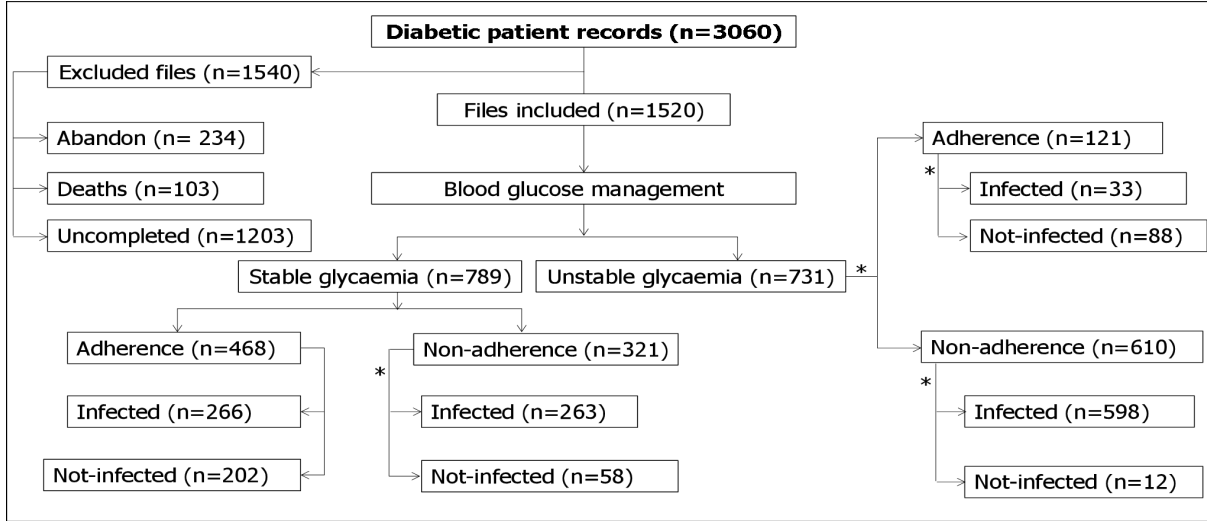 Diabetic patient records (n=3060)
Excluded files (n=1540)
Files included (n=1520)
Abandon (n= 234)
Deaths (n=103)
Uncompleted (n=1203)
Blood glucose management
Stable glycaemia (n=789)
Unstable glycaemia (n=731)
*
Adherence (n=468)
Infected (n=266)
Not-infected (n=202)
Non-adherence (n=321)
*
Infected (n=263)
Not-infected (n=58)
Adherence (n=121)
*
Infected (n=33)
Not-infected (n=88)
Non-adherence (n=610)
*
Infected (n=598)
Not-infected (n=12)